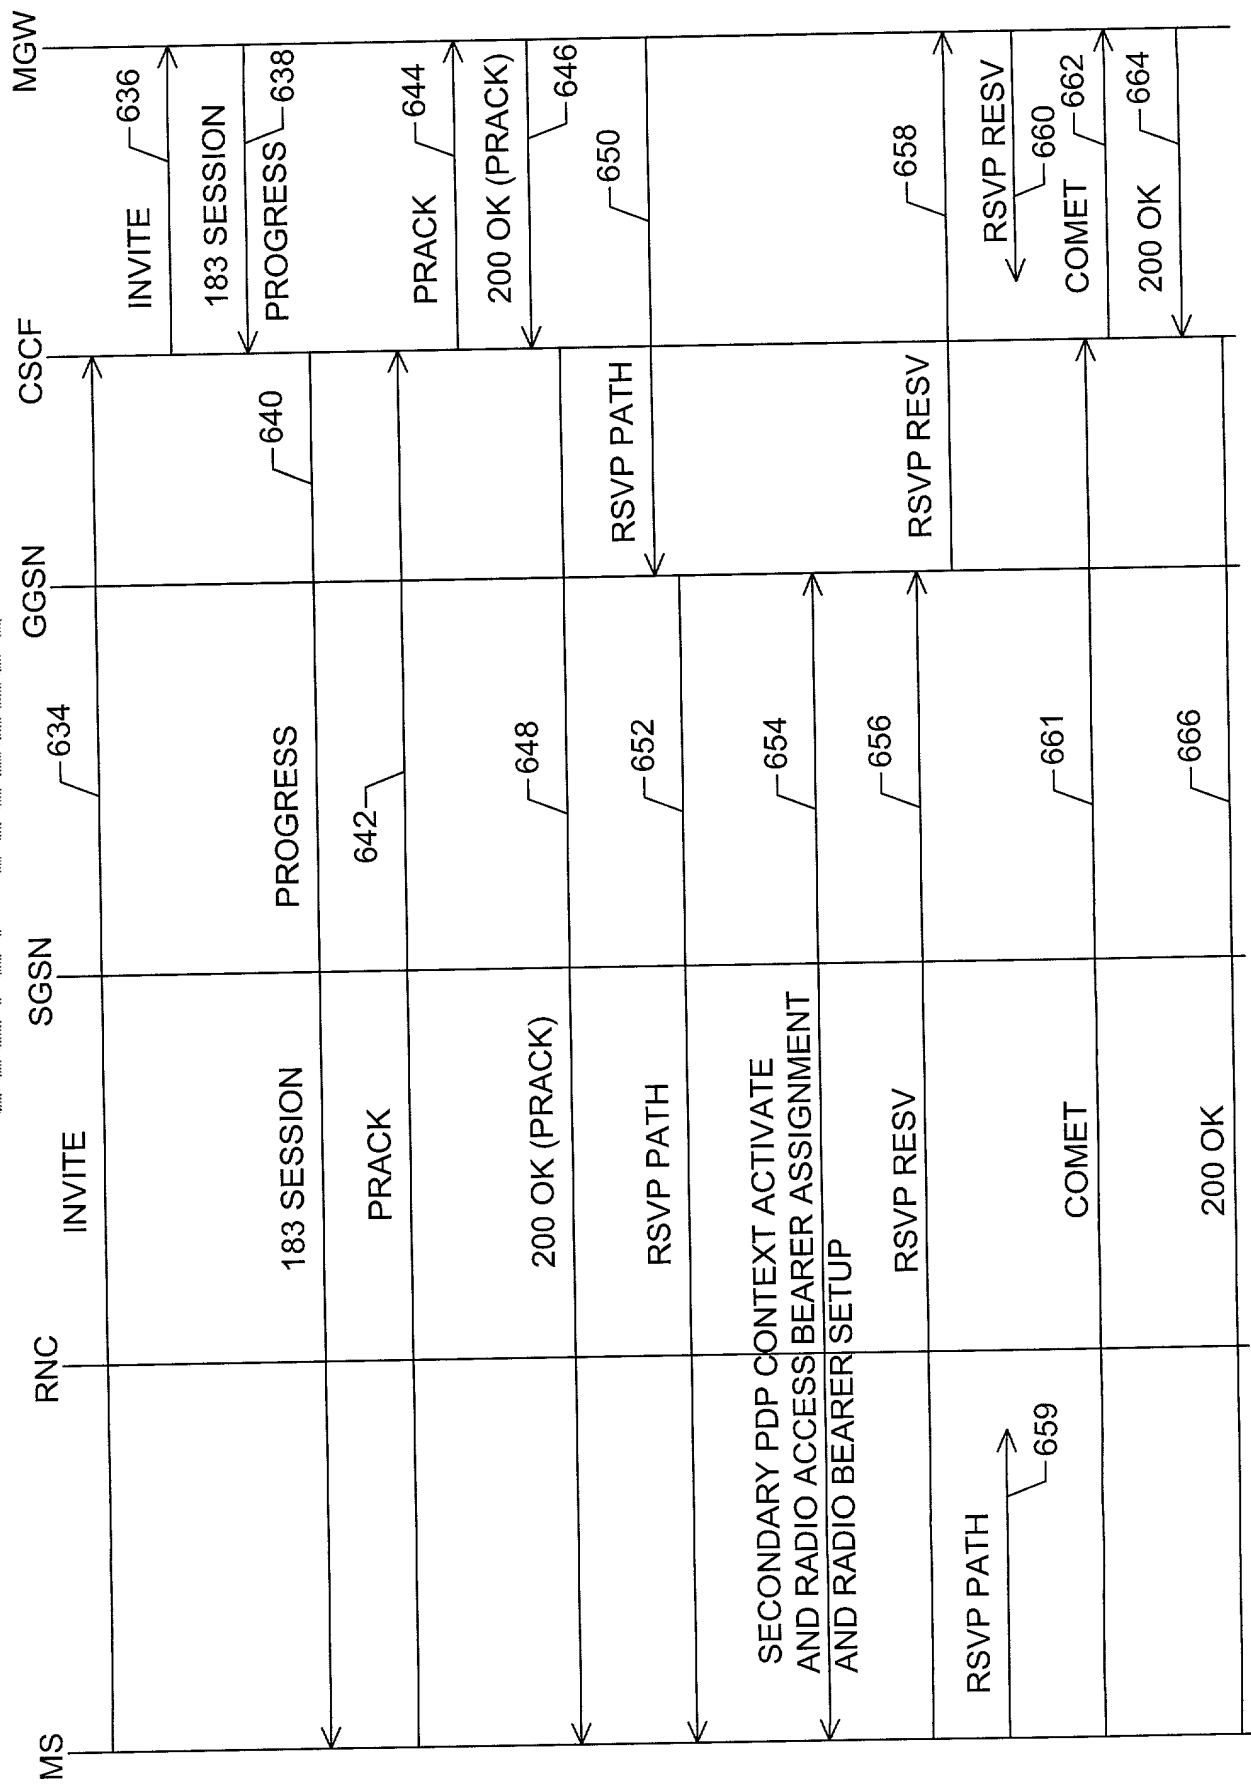 MS
RNC
SGSN
GGSN
CSCF
MGW
INVITE
634
INVITE
636
183 SESSION
PROGRESS
638
183 SESSION
PROGRESS
640
PRACK
642
PRACK
644
200 OK (PRACK)
646
200 OK (PRACK)
648
RSVP PATH
650
RSVP PATH
652
SECONDARY PDP CONTEXT ACTIVATE
AND RADIO ACCESS BEARER ASSIGNMENT
AND RADIO BEARER SETUP
654
RSVP RESV
656
RSVP RESV
658
RSVP PATH
659
RSVP RESV
660
COMET
661
COMET
662
200 OK
664
200 OK
666